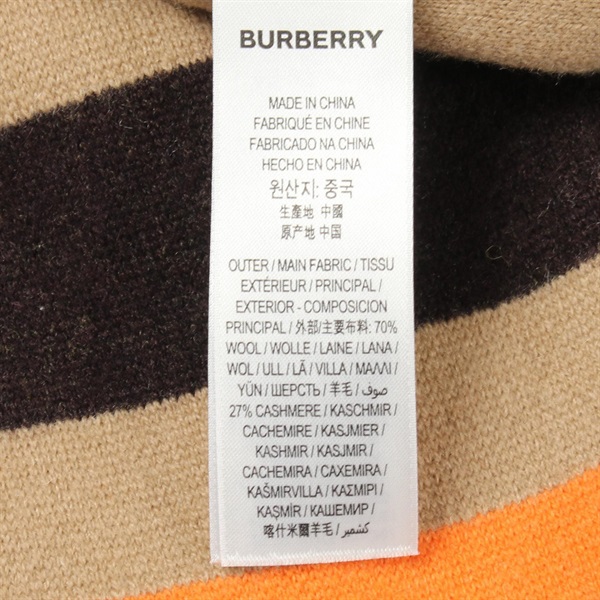 BURBERRY
MADE IN CHINA
FABRIQUÉ EN CHINE
FABRICADO NA CHINA
HECHO EN CHINA
원산지: 중국
生產地 中國
原产地 中国
OUTER / MAIN FABRIC / TISSU
EXTÉRIEUR / PRINCIPAL /
EXTERIOR - COMPOSICION
PRINCIPAL / 外部/主要布料: 70%
WOOL / WOLLE / LAINE / LANA /
WOL / ULL / LÃ / VILLA / ΜΑΛΛΙ /
YÜN / ШЕРСТЬ / 羊毛 / صوف /
27% CASHMERE / KASCHMIR /
CACHEMIRE / KASJMIER /
KASHMIR / KASJMIR /
CACHEMIRA / CAXEMIRA /
KAŠMIRVILLA / ΚΑΣΜΙΡΙ /
KAŞMİR / КАШЕМИР /
喀什米爾羊毛 / كشمير /